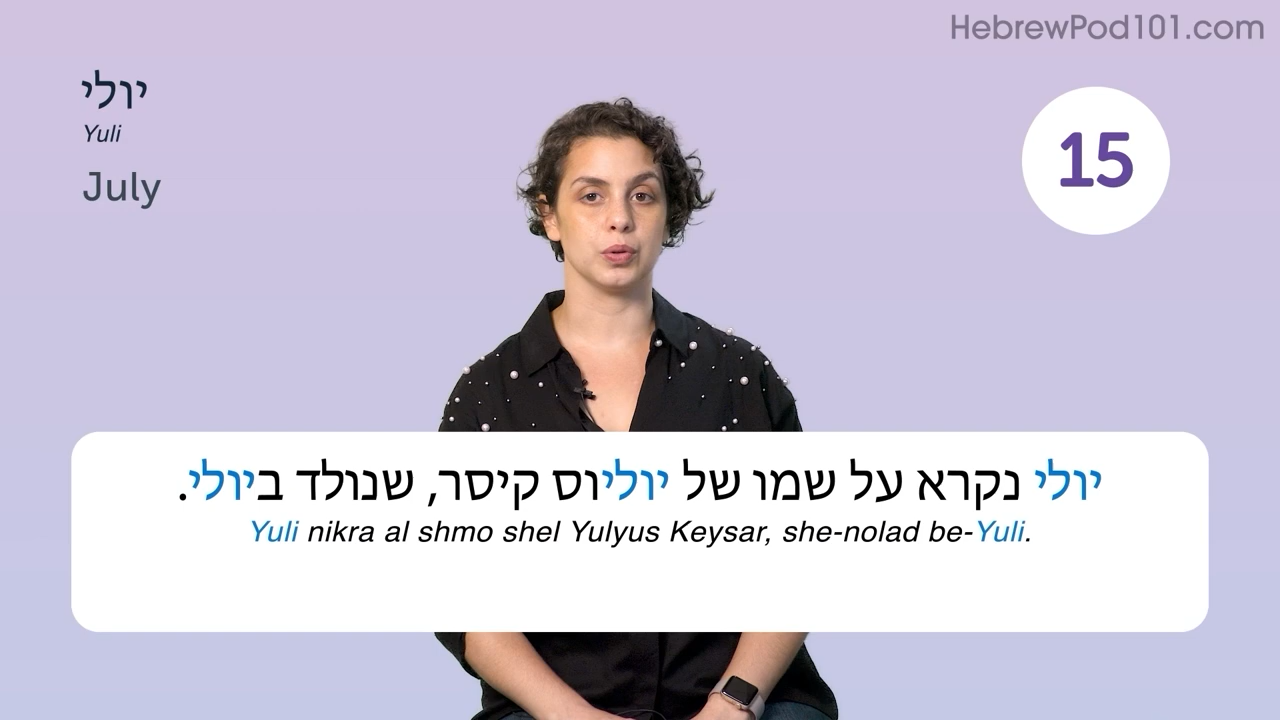 HebrewPod101.com
יולי
Yuli
July
15
יולי נקרא על שמו של יוליוס קיסר, שנולד ביולי.
Yuli nikra al shmo shel Yulyus Keysar, she-nolad be-Yuli.